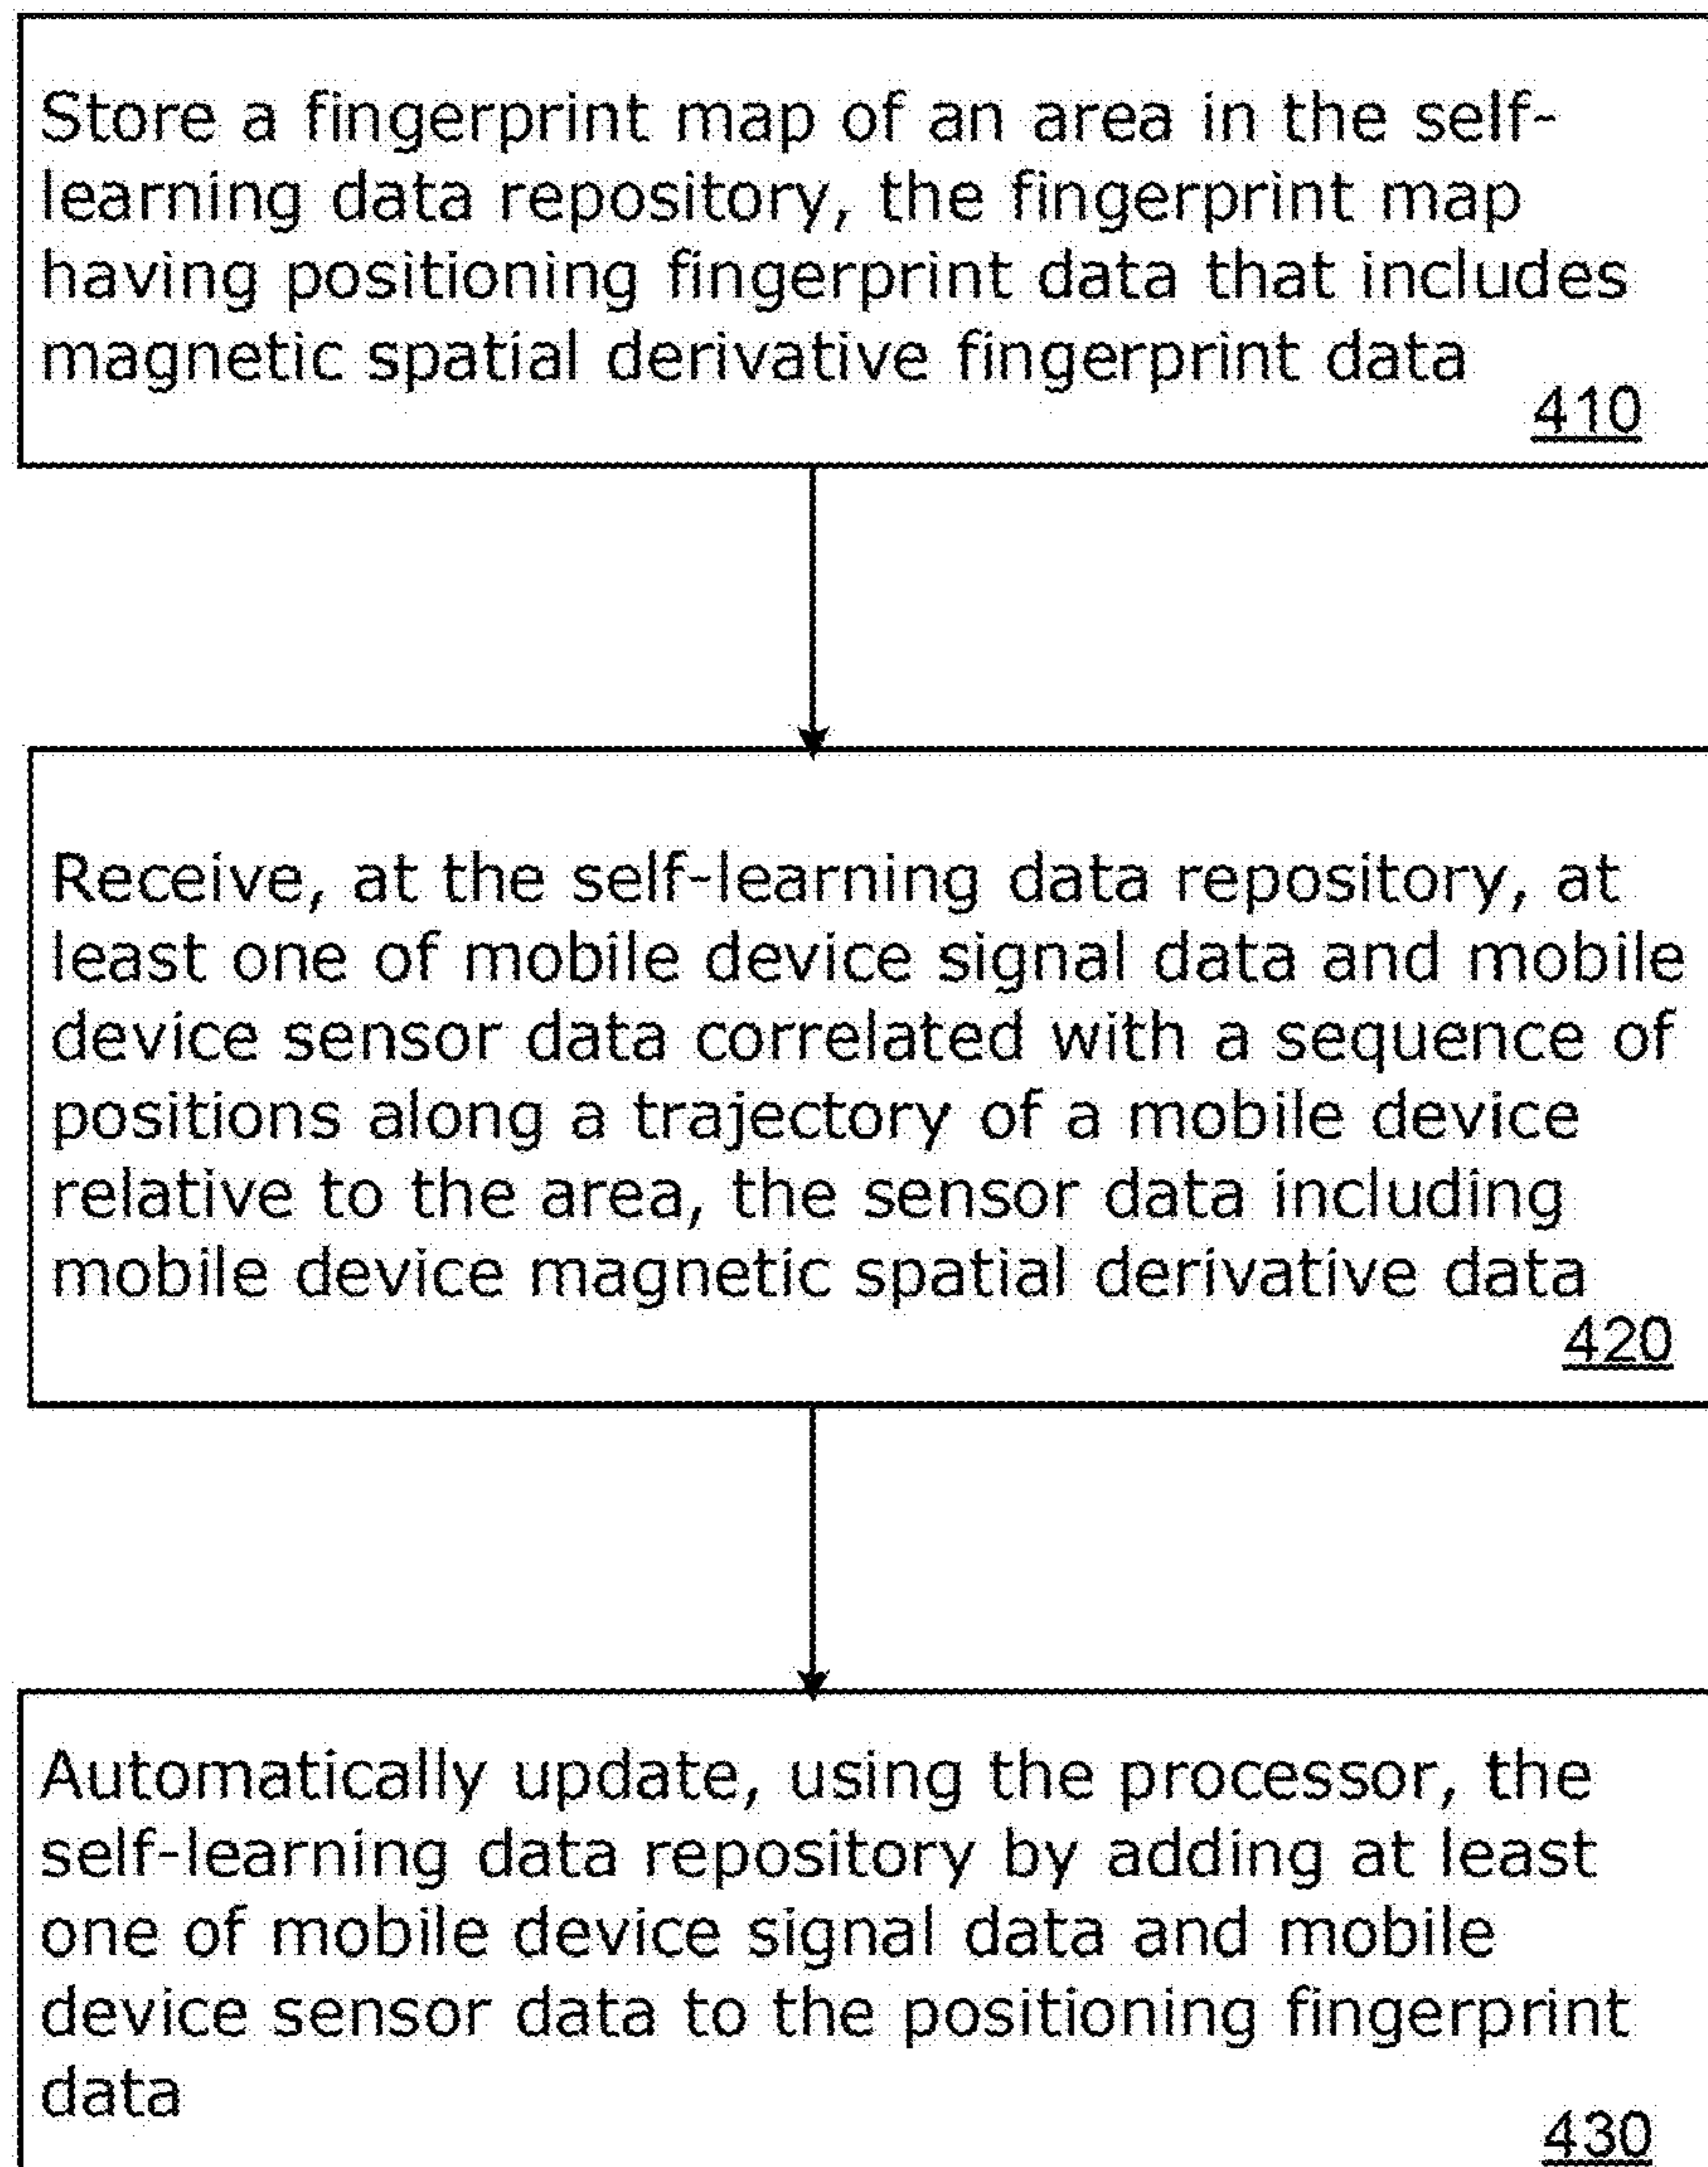 Store a fingerprint map of an area in the self-
learning data repository, the fingerprint map
having positioning fingerprint data that includes
magnetic spatial derivative fingerprint data
410
Receive, at the self-learning data repository, at
least one of mobile device signal data and mobile
device sensor data correlated with a sequence of
positions along a trajectory of a mobile device
relative to the area, the sensor data including
mobile device magnetic spatial derivative data
420
Automatically update, using the processor, the
self-learning data repository by adding at least
one of mobile device signal data and mobile
device sensor data to the positioning fingerprint
data
430